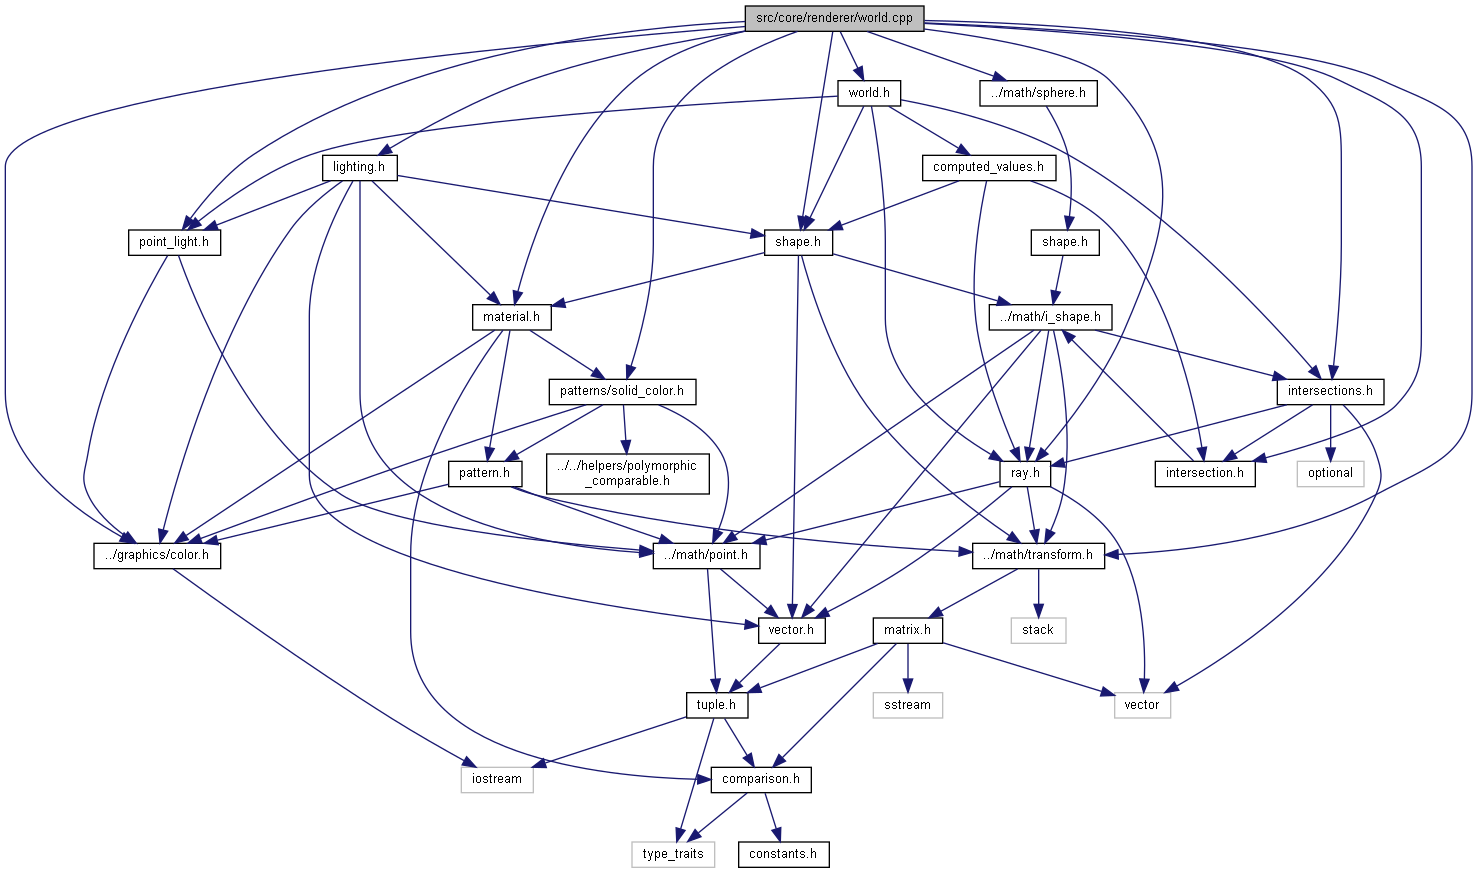 src/core/renderer/world.cpp
world.h
../math/sphere.h
lighting.h
computed_values.h
point_light.h
shape.h
shape.h
material.h
../math/i_shape.h
patterns/solid_color.h
intersections.h
pattern.h
../../helpers/polymorphic
_comparable.h
ray.h
intersection.h
optional
../graphics/color.h
../math/point.h
../math/transform.h
vector.h
matrix.h
stack
tuple.h
sstream
vector
iostream
comparison.h
type_traits
constants.h